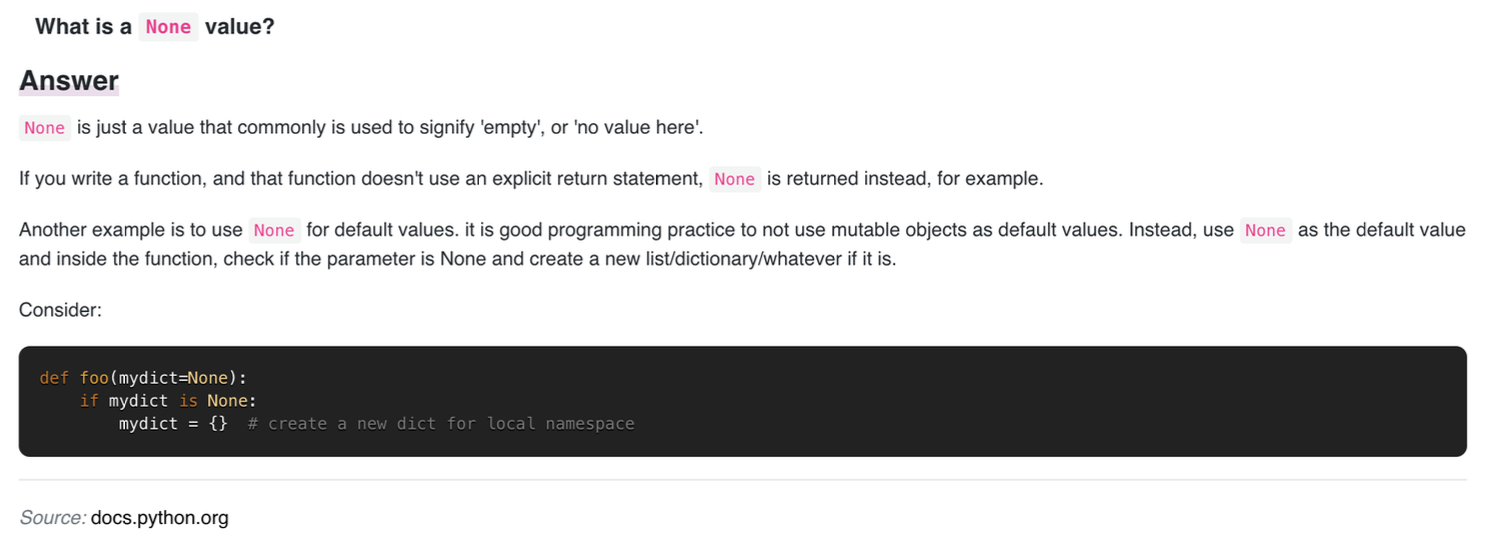 What is a None value?
Answer
None is just a value that commonly is used to signify 'empty', or 'no value here'.
If you write a function, and that function doesn't use an explicit return statement, None is returned instead, for example.
Another example is to use None for default values. it is good programming practice to not use mutable objects as default values. Instead, use None as the default value
and inside the function, check if the parameter is None and create a new list/dictionary/whatever if it is.
Consider:
def foo(mydict=None):
    if mydict is None:
        mydict = {}  # create a new dict for local namespace
Source: docs.python.org